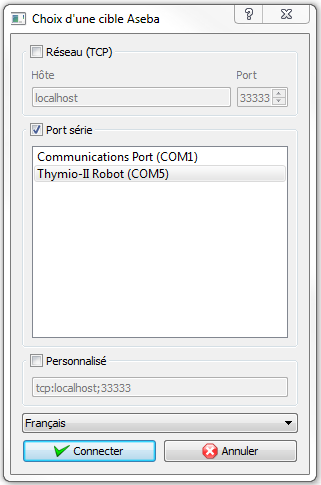 Choix d'une cible Aseba
Réseau (TCP)
Hôte Port
localhost 33333
Port série
Communications Port (COM1)
Thymio-II Robot (COM5)
Personnalisé
tcp:localhost;33333
Français
Connecter Annuler